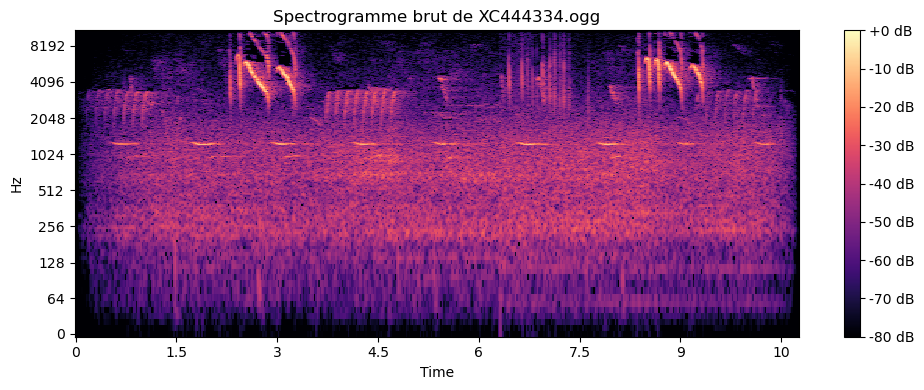 Spectrogramme brut de XC444334.ogg
Hz
8192
4096
2048
1024
512
256
128
64
0
0 1.5 3 4.5 6 7.5 9 10
Time
+0 dB
-10 dB
-20 dB
-30 dB
-40 dB
-50 dB
-60 dB
-70 dB
-80 dB